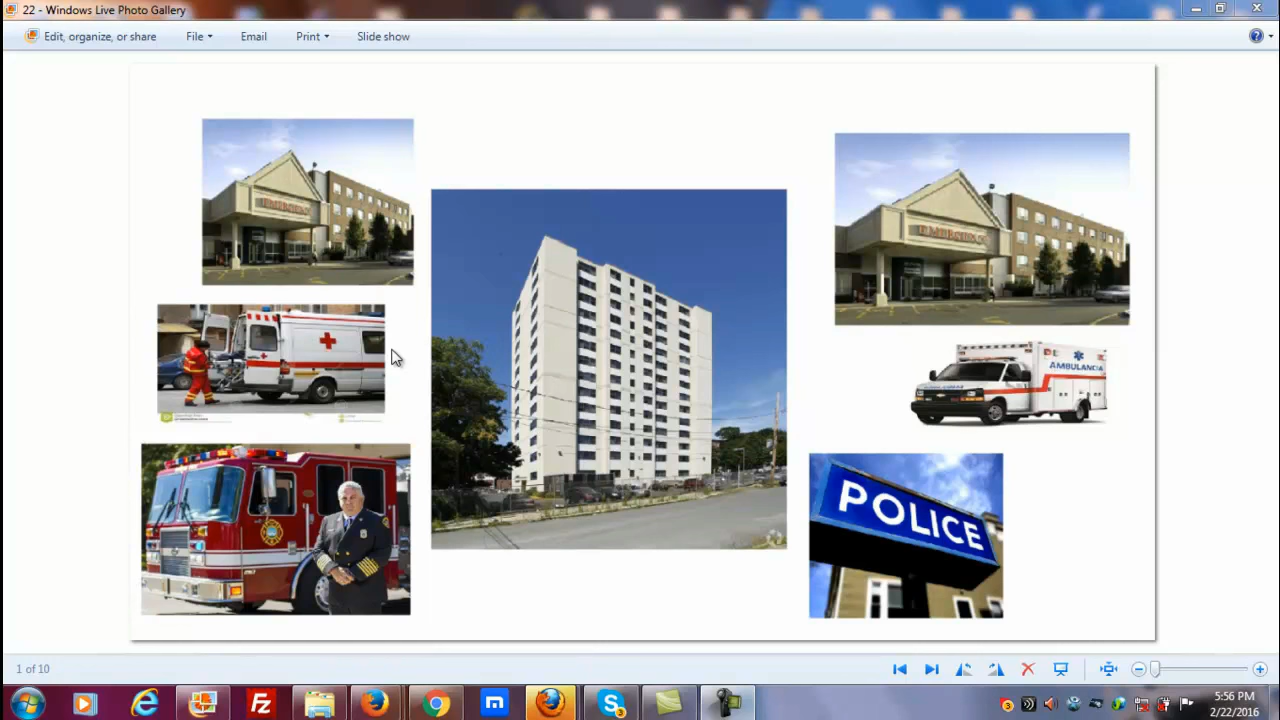 22 - Windows Live Photo Gallery
Edit, organize, or share File Email Print Slide show
EMERGENCY
EMERGENCY
AMBULANCIA
POLICE
1 of 10
5:56 PM
2/22/2016